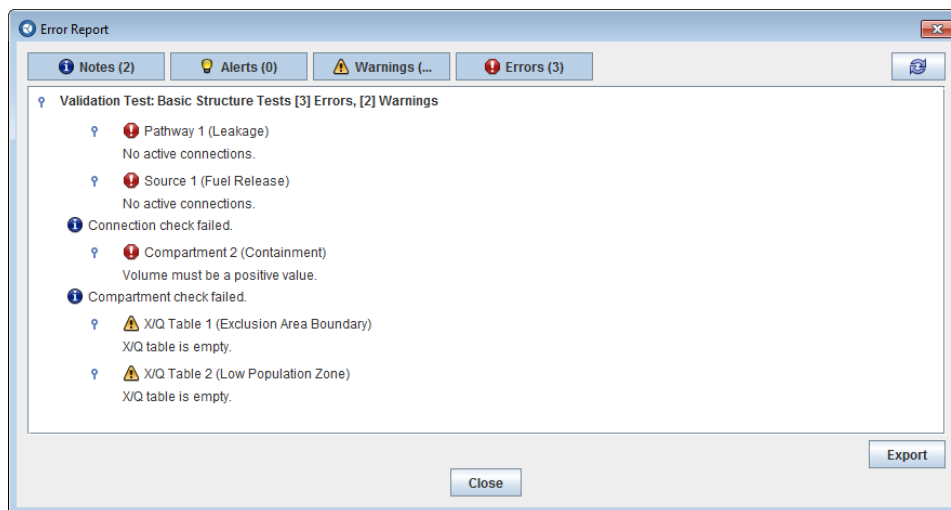 Error Report
Notes (2) Alerts (0) Warnings (... Errors (3)
Validation Test: Basic Structure Tests [3] Errors, [2] Warnings
Pathway 1 (Leakage)
No active connections.
Source 1 (Fuel Release)
No active connections.
Connection check failed.
Compartment 2 (Containment)
Volume must be a positive value.
Compartment check failed.
X/Q Table 1 (Exclusion Area Boundary)
X/Q table is empty.
X/Q Table 2 (Low Population Zone)
X/Q table is empty.
Export
Close